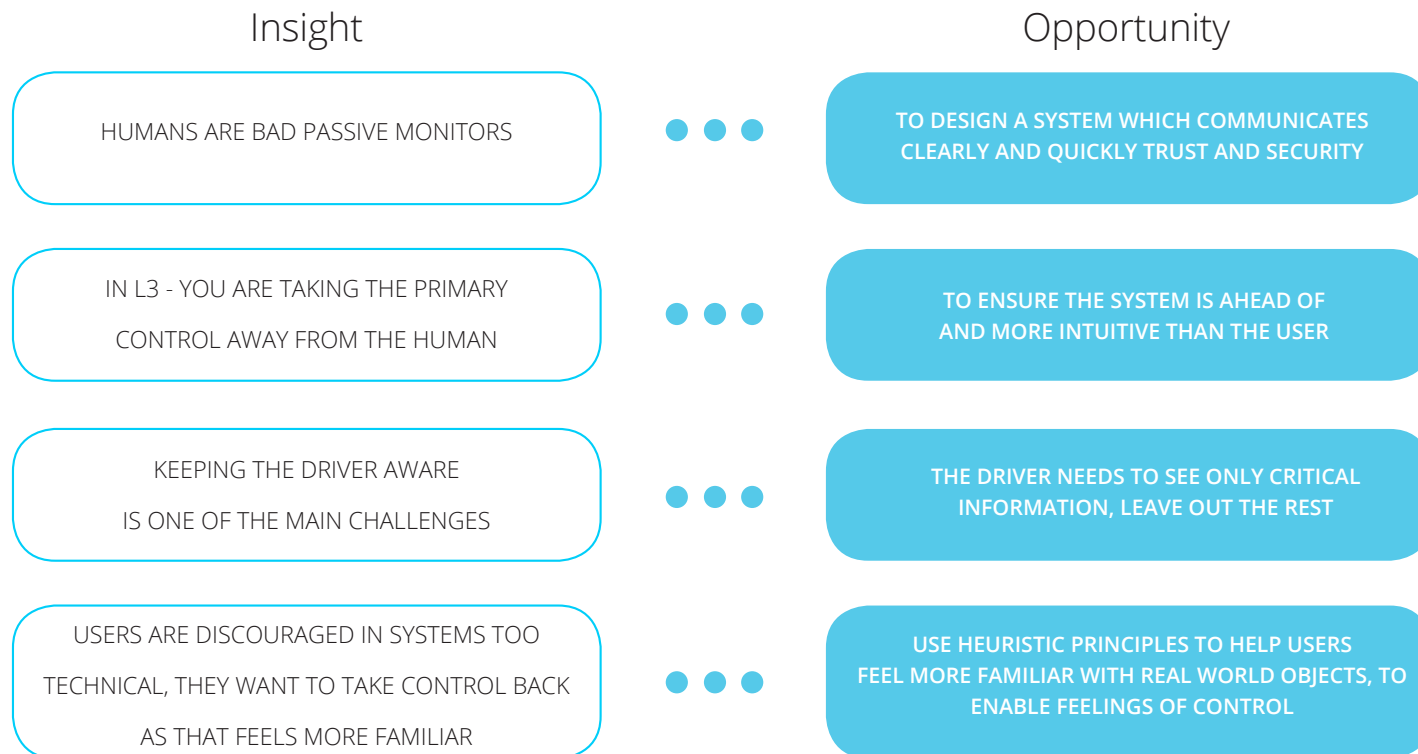 Insight
Opportunity
HUMANS ARE BAD PASSIVE MONITORS
TO DESIGN A SYSTEM WHICH COMMUNICATES
CLEARLY AND QUICKLY TRUST AND SECURITY
IN L3 - YOU ARE TAKING THE PRIMARY
CONTROL AWAY FROM THE HUMAN
TO ENSURE THE SYSTEM IS AHEAD OF
AND MORE INTUITIVE THAN THE USER
KEEPING THE DRIVER AWARE
IS ONE OF THE MAIN CHALLENGES
THE DRIVER NEEDS TO SEE ONLY CRITICAL
INFORMATION, LEAVE OUT THE REST
USERS ARE DISCOURAGED IN SYSTEMS TOO
TECHNICAL, THEY WANT TO TAKE CONTROL BACK
AS THAT FEELS MORE FAMILIAR
USE HEURISTIC PRINCIPLES TO HELP USERS
FEEL MORE FAMILIAR WITH REAL WORLD OBJECTS, TO
ENABLE FEELINGS OF CONTROL